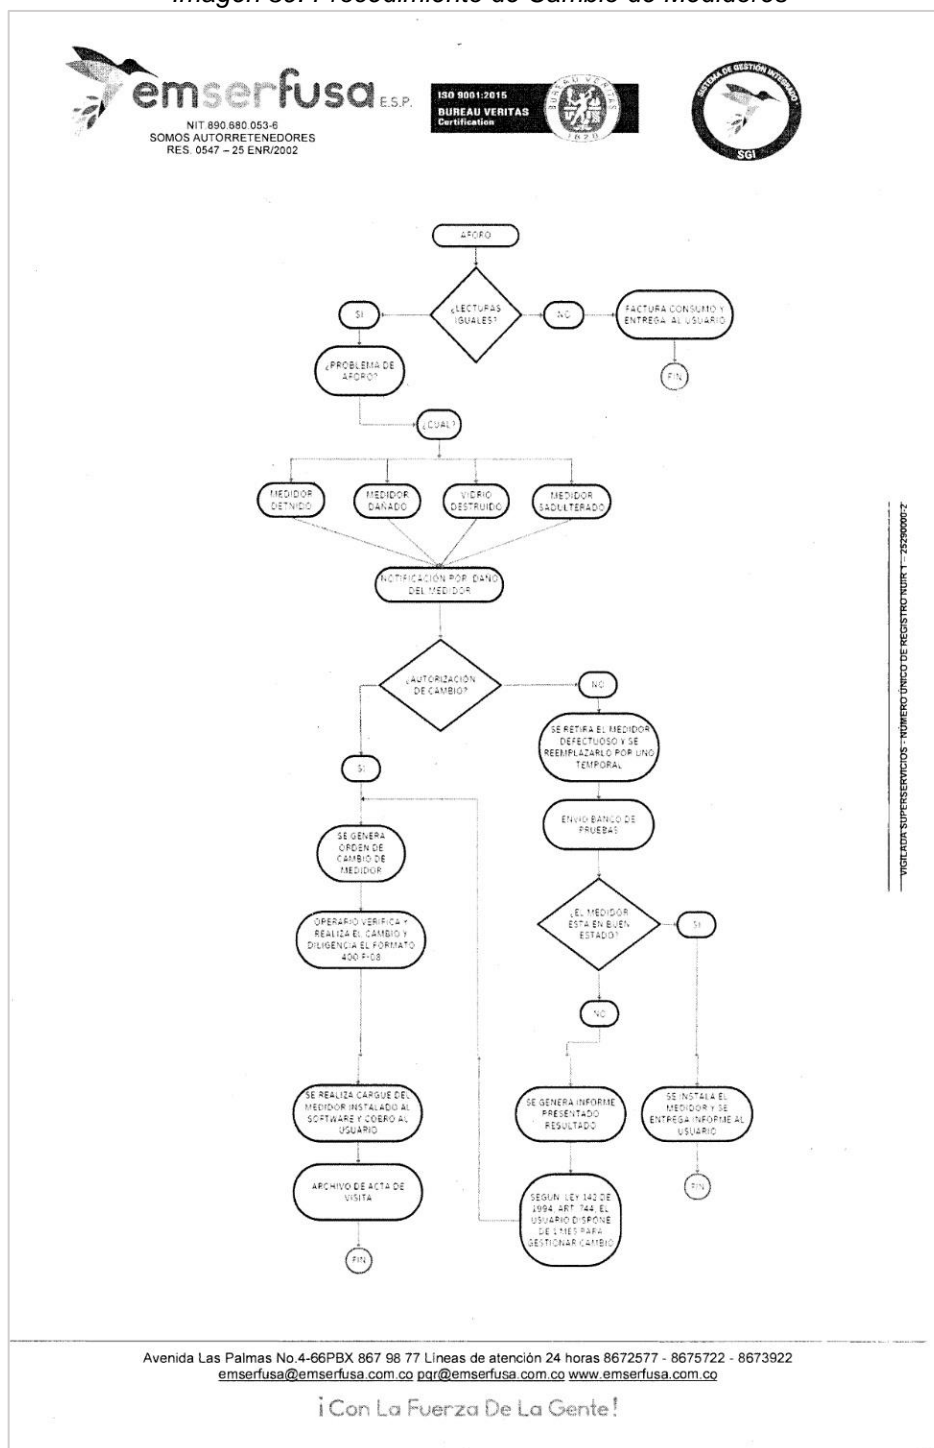 Imagen 39. Procedimiento de Cambio de Medidores
emserfusa E.S.P.
NIT.890.680.053-6
SOMOS AUTORRETENEDORES
RES. 0547 – 25 ENR/2002
ISO 9001:2015
BUREAU VERITAS
Certification
BUREAU VERITAS
1828
SISTEMA DE GESTIÓN INTEGRADO
SGI
AFORO
¿LECTURAS
IGUALES?
SI
NO
FACTURA CONSUMO Y
ENTREGA AL USUARIO
FIN
¿PROBLEMA DE
AFORO?
¿CUAL?
MEDIDOR
DETNIDO
MEDIDOR
DAÑADO
VIDRIO
DESTRUIDO
MEDIDOR
SADULTERADO
NOTIFICACION POR DAÑO
DEL MEDIDOR
¿AUTORIZACIÓN
DE CAMBIO?
NO
SE RETIRA EL MEDIDOR
DEFECTUOSO Y SE
REEMPLAZARLO POR UNO
TEMPORAL
SI
ENVIO BANCO DE
PRUEBAS
SE GENERA
ORDEN DE
CAMBIO DE
MEDIDOR
¿EL MEDIDOR
ESTA EN BUEN
ESTADO?
SI
OPERARIO VERIFICA Y
REALIZA EL CAMBIO Y
DILIGENCIA EL FORMATO
400 F-08
NO
SE REALIZA CARGUE DEL
MEDIDOR INSTALADO AL
SOFTWARE Y COBRO AL
USUARIO
SE GENERA INFORME
PRESENTADO
RESULTADO
SE INSTALA EL
MEDIDOR Y SE
ENTREGA INFORME AL
USUARIO
FIN
ARCHIVO DE ACTA DE
VISITA
SEGUN LEY 142 DE
1994, ART. 744, EL
USUARIO DISPONE
DE 1 MES PARA
GESTIONAR CAMBIO
FIN
VIGILADA SUPERSERVICIOS - NÚMERO ÚNICO DE REGISTRO NUIR 1 – 25290000-2
Avenida Las Palmas No.4-66PBX 867 98 77 Líneas de atención 24 horas 8672577 - 8675722 - 8673922
emserfusa@emserfusa.com.co pqr@emserfusa.com.co www.emserfusa.com.co
¡Con La Fuerza De La Gente!